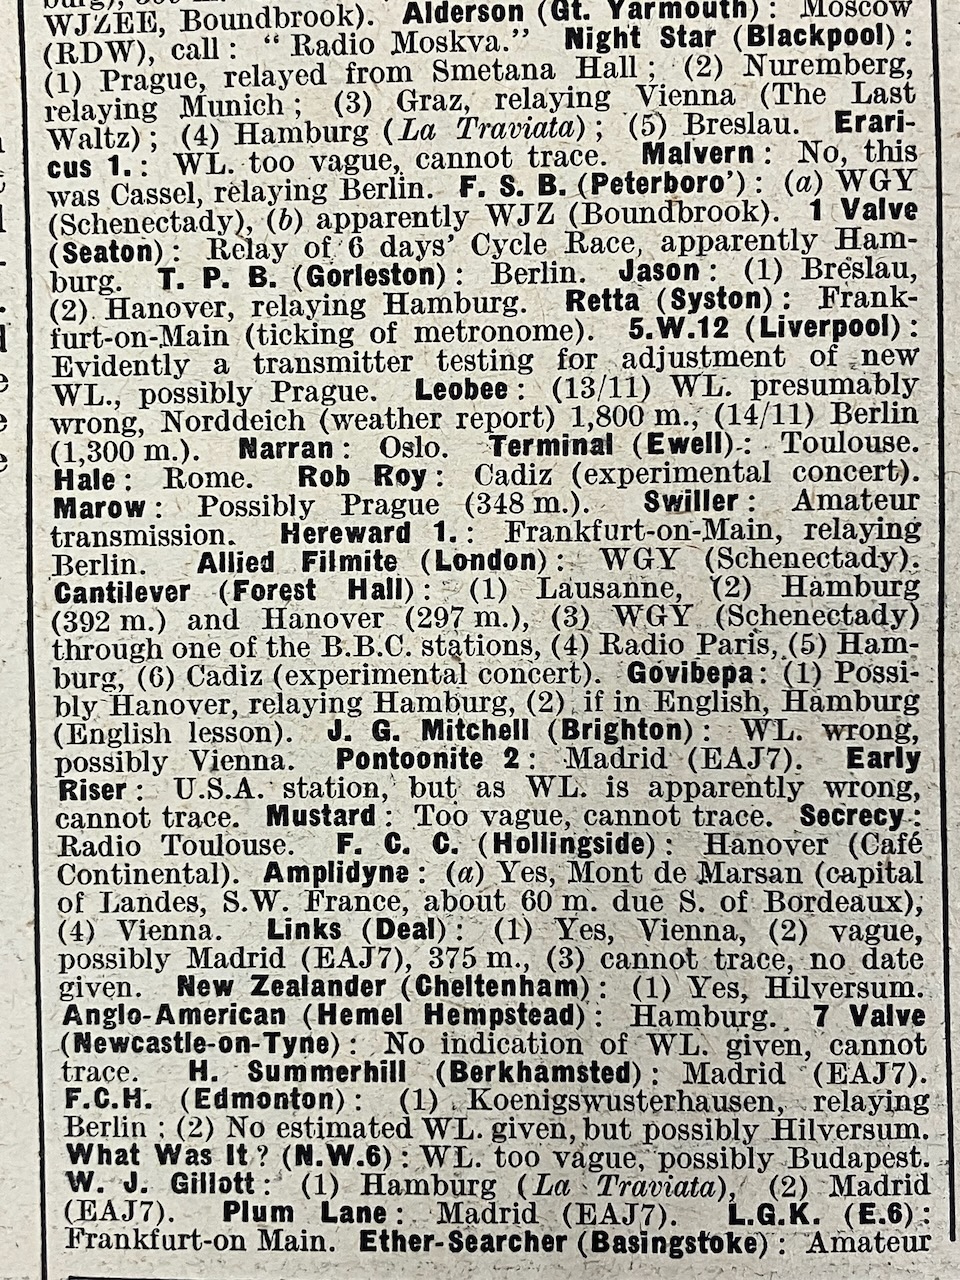 WJZEE, Boundbrook). Alderson (Gt. Yarmouth): Moscow
(RDW), call: "Radio Moskva." Night Star (Blackpool):
(1) Prague, relayed from Smetana Hall; (2) Nuremberg,
relaying Munich; (3) Graz, relaying Vienna (The Last
Waltz); (4) Hamburg (La Traviata); (5) Breslau. Erari-
cus 1.: WL. too vague, cannot trace. Malvern: No, this
was Cassel, relaying Berlin. F. S. B. (Peterboro'): (a) WGY
(Schenectady), (b) apparently WJZ (Boundbrook). 1 Valve
(Seaton): Relay of 6 days' Cycle Race, apparently Ham-
burg. T. P. B. (Gorleston): Berlin. Jason: (1) Breslau,
(2) Hanover, relaying Hamburg. Retta (Syston): Frank-
furt-on-Main (ticking of metronome). 5.W.12 (Liverpool):
Evidently a transmitter testing for adjustment of new
WL., possibly Prague. Leobee: (13/11) WL. presumably
wrong, Norddeich (weather report) 1,800 m., (14/11) Berlin
(1,300 m.). Narran: Oslo. Terminal (Ewell): Toulouse.
Hale: Rome. Rob Roy: Cadiz (experimental concert).
Marow: Possibly Prague (348 m.). Swiller: Amateur
transmission. Hereward 1.: Frankfurt-on-Main, relaying
Berlin. Allied Filmite (London): WGY (Schenectady).
Cantilever (Forest Hall): (1) Lausanne, (2) Hamburg
(392 m.) and Hanover (297 m.), (3) WGY (Schenectady)
through one of the B.B.C. stations, (4) Radio Paris, (5) Ham-
burg, (6) Cadiz (experimental concert). Govibepa: (1) Possi-
bly Hanover, relaying Hamburg, (2) if in English, Hamburg
(English lesson). J. G. Mitchell (Brighton): WL. wrong,
possibly Vienna. Pontoonite 2: Madrid (EAJ7). Early
Riser: U.S.A. station, but as WL. is apparently wrong,
cannot trace. Mustard: Too vague, cannot trace. Secrecy:
Radio Toulouse. F. C. C. (Hollingside): Hanover (Café
Continental). Amplidyne: (a) Yes, Mont de Marsan (capital
of Landes, S.W. France, about 60 m. due S. of Bordeaux),
(4) Vienna. Links (Deal): (1) Yes, Vienna, (2) vague,
possibly Madrid (EAJ7), 375 m., (3) cannot trace, no date
given. New Zealander (Cheltenham): (1) Yes, Hilversum.
Anglo-American (Hemel Hempstead): Hamburg. 7 Valve
(Newcastle-on-Tyne): No indication of WL. given, cannot
trace. H. Summerhill (Berkhamsted): Madrid (EAJ7).
F.C.H. (Edmonton): (1) Koenigswusterhausen, relaying
Berlin; (2) No estimated WL. given, but possibly Hilversum.
What Was It? (N.W.6): WL. too vague, possibly Budapest.
W. J. Gillott: (1) Hamburg (La Traviata), (2) Madrid
(EAJ7). Plum Lane: Madrid (EAJ7). L.G.K. (E.6):
Frankfurt-on Main. Ether-Searcher (Basingstoke): Amateur